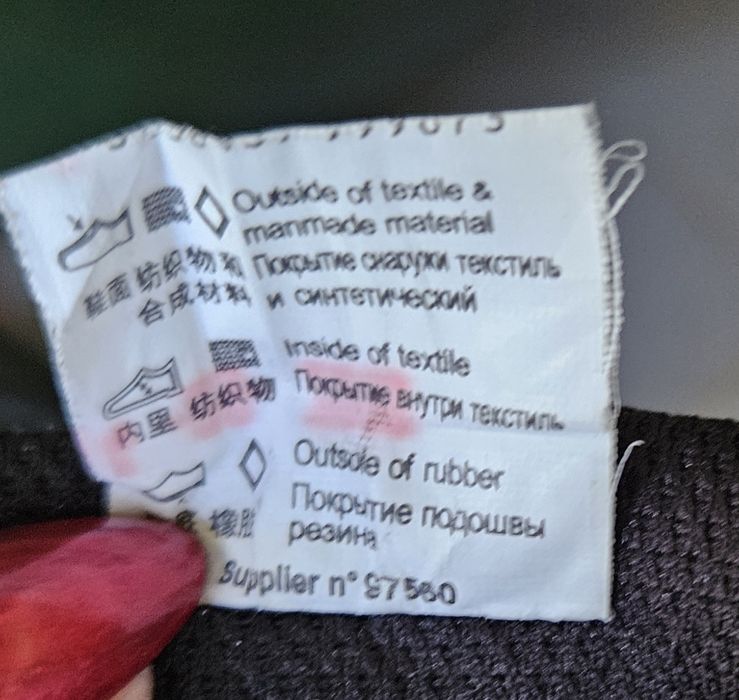 Outside of textile &
manmade material
鞋面 纺织物 和
合成材料
Покрытие снаружи текстиль
и синтетический
Inside of textile
内里 纺织物
Покрытие внутри текстиль
Outsole of rubber
橡胶
Покрытие подошвы
резина
Supplier n° 97560